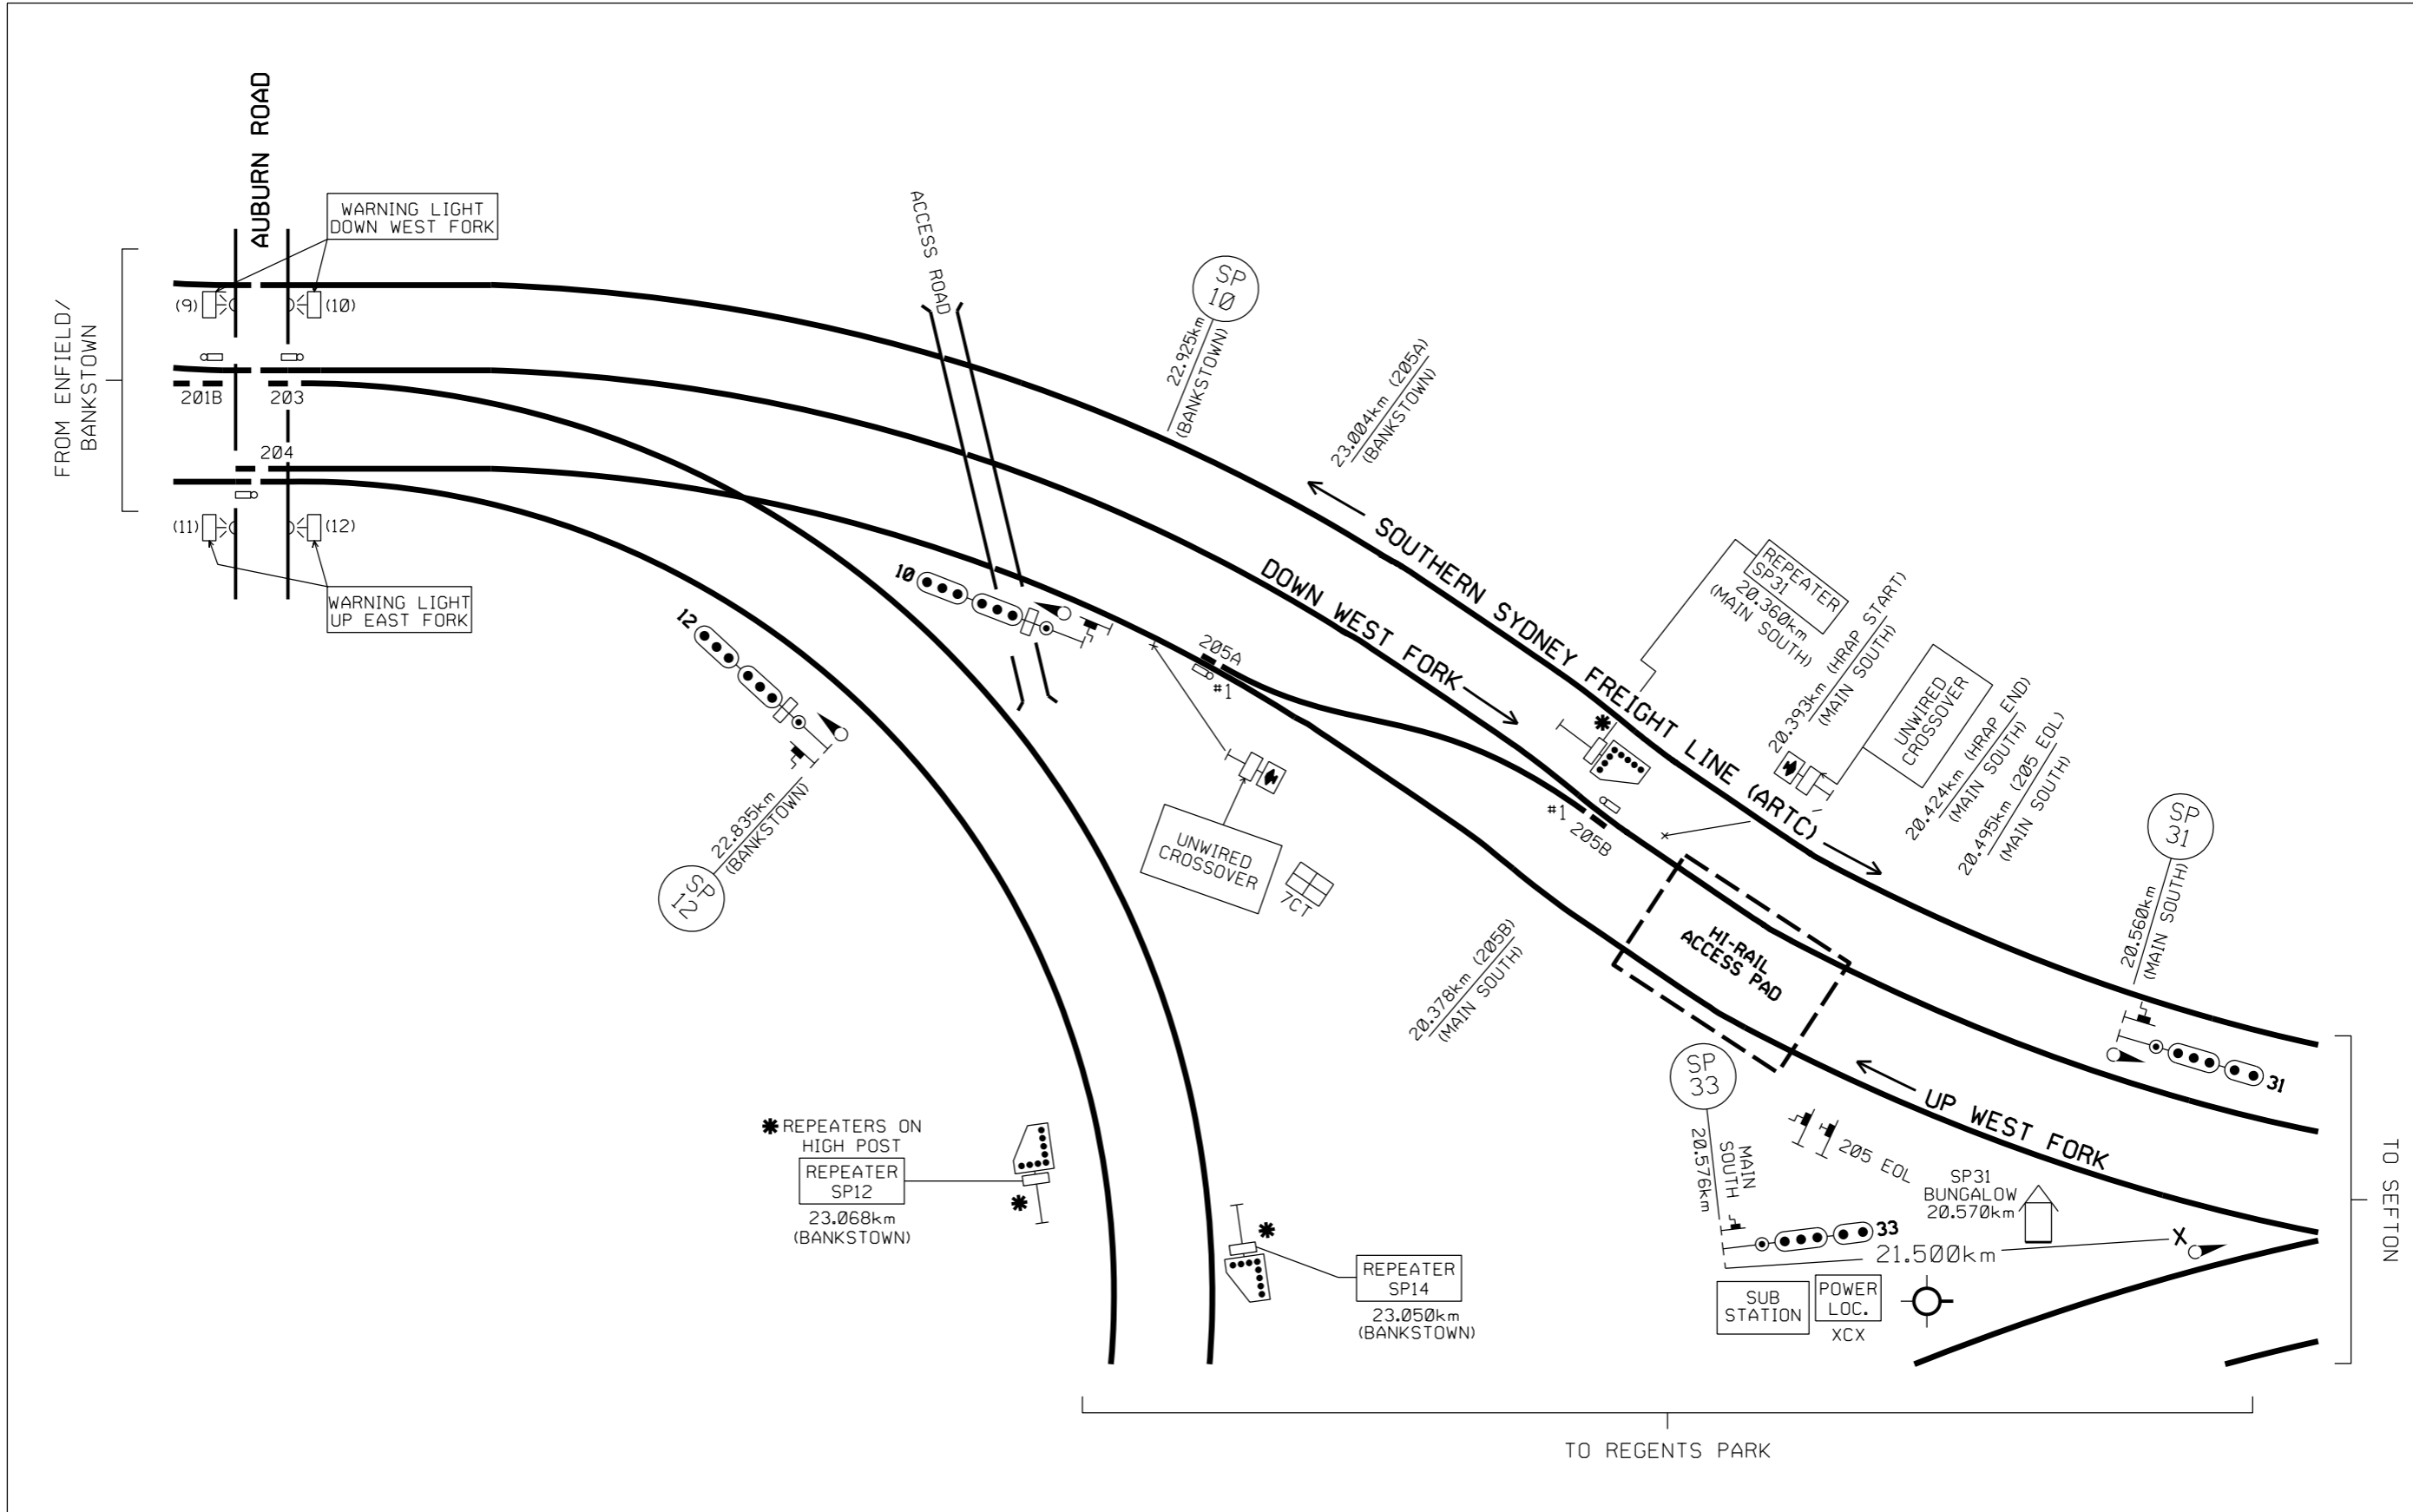 AUBURN ROAD
WARNING LIGHT
DOWN WEST FORK
(9)
(10)
FROM ENFIELD/
BANKSTOWN
201B
203
204
(11)
(12)
WARNING LIGHT
UP EAST FORK
ACCESS ROAD
SP
10
22.925km
(BANKSTOWN)
23.004km (205A)
(BANKSTOWN)
SOUTHERN SYDNEY FREIGHT LINE (ARTC)
DOWN WEST FORK
REPEATER
SP31
20.360km
(MAIN SOUTH)
20.393km (HRAP START)
(MAIN SOUTH)
UNWIRED
CROSSOVER
20.424km (HRAP END)
(MAIN SOUTH)
20.495km (205 EOL)
(MAIN SOUTH)
SP
31
20.560km
(MAIN SOUTH)
31
10
12
205A
#1
#1
205B
UNWIRED
CROSSOVER
7CT
22.835km
(BANKSTOWN)
SP
12
20.378km (205B)
(MAIN SOUTH)
HI-RAIL
ACCESS PAD
SP
33
MAIN
SOUTH
20.576km
205 EOL
UP WEST FORK
SP31
BUNGALOW
20.570km
33
21.500km
X
SUB
STATION
POWER
LOC.
XCX
✱ REPEATERS ON
HIGH POST
REPEATER
SP12
23.068km
(BANKSTOWN)
REPEATER
SP14
23.050km
(BANKSTOWN)
TO SEFTON
TO REGENTS PARK